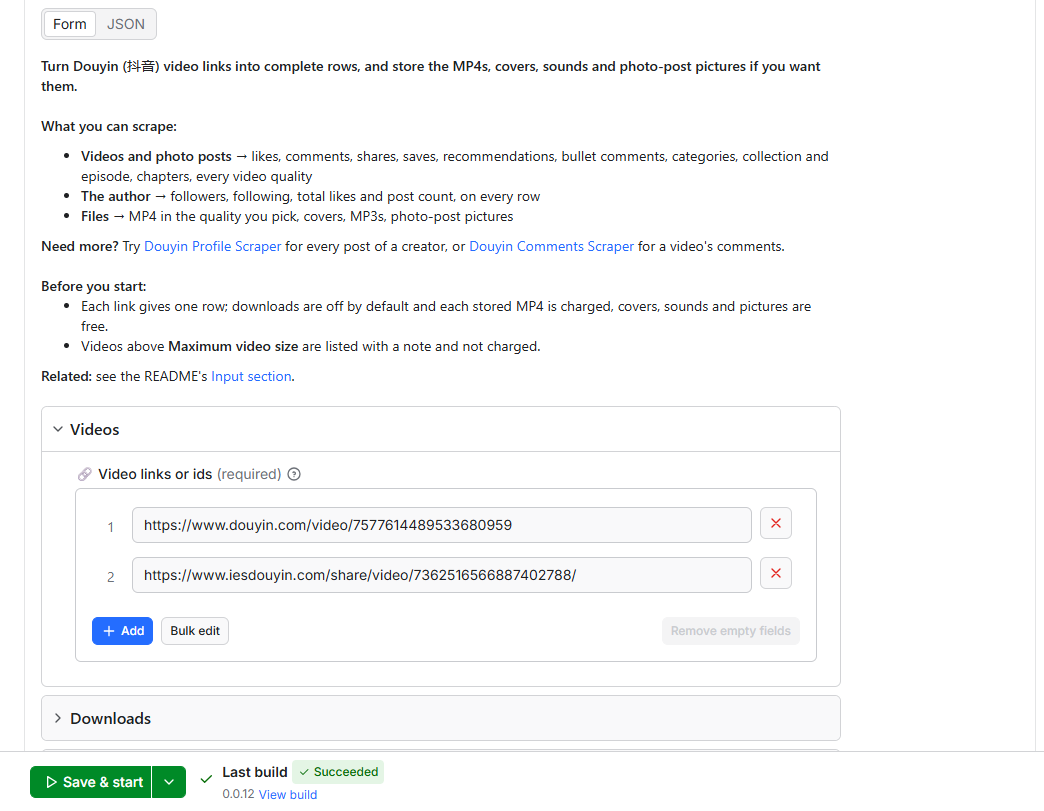 Form JSON
Turn Douyin (抖音) video links into complete rows, and store the MP4s, covers, sounds and photo-post pictures if you want
them.
What you can scrape:
• Videos and photo posts → likes, comments, shares, saves, recommendations, bullet comments, categories, collection and
episode, chapters, every video quality
• The author → followers, following, total likes and post count, on every row
• Files → MP4 in the quality you pick, covers, MP3s, photo-post pictures
Need more? Try Douyin Profile Scraper for every post of a creator, or Douyin Comments Scraper for a video's comments.
Before you start:
• Each link gives one row; downloads are off by default and each stored MP4 is charged, covers, sounds and pictures are
free.
• Videos above Maximum video size are listed with a note and not charged.
Related: see the README's Input section.
Videos
Video links or ids (required)
1 https://www.douyin.com/video/7577614489533680959
2 https://www.iesdouyin.com/share/video/7362516566887402788/
+ Add Bulk edit Remove empty fields
Downloads
Save & start
Last build Succeeded
0.0.12 View build